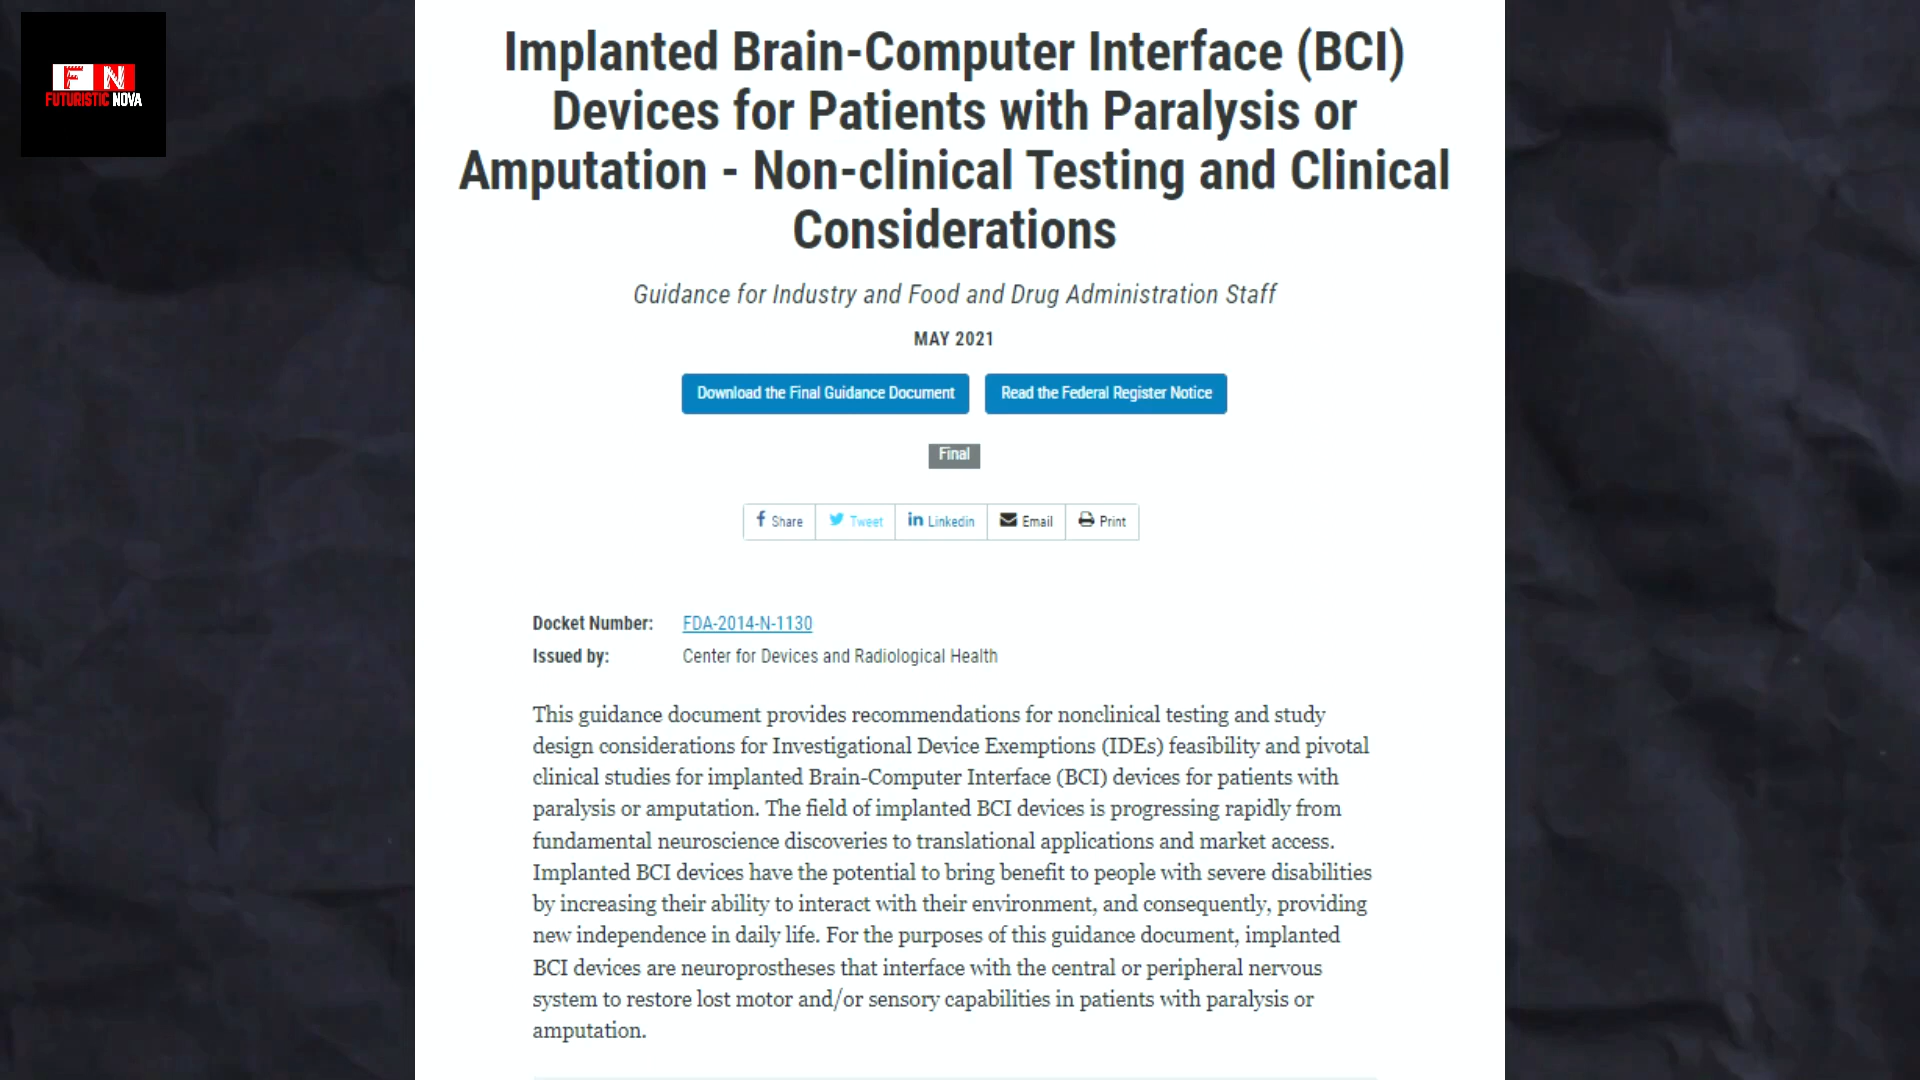 FN
FUTURISTIC NOVA
Implanted Brain-Computer Interface (BCI)
Devices for Patients with Paralysis or
Amputation - Non-clinical Testing and Clinical
Considerations
Guidance for Industry and Food and Drug Administration Staff
MAY 2021
Download the Final Guidance Document
Read the Federal Register Notice
Final
f Share
Tweet
in Linkedin
Email
Print
Docket Number: FDA-2014-N-1130
Issued by: Center for Devices and Radiological Health
This guidance document provides recommendations for nonclinical testing and study
design considerations for Investigational Device Exemptions (IDEs) feasibility and pivotal
clinical studies for implanted Brain-Computer Interface (BCI) devices for patients with
paralysis or amputation. The field of implanted BCI devices is progressing rapidly from
fundamental neuroscience discoveries to translational applications and market access.
Implanted BCI devices have the potential to bring benefit to people with severe disabilities
by increasing their ability to interact with their environment, and consequently, providing
new independence in daily life. For the purposes of this guidance document, implanted
BCI devices are neuroprostheses that interface with the central or peripheral nervous
system to restore lost motor and/or sensory capabilities in patients with paralysis or
amputation.